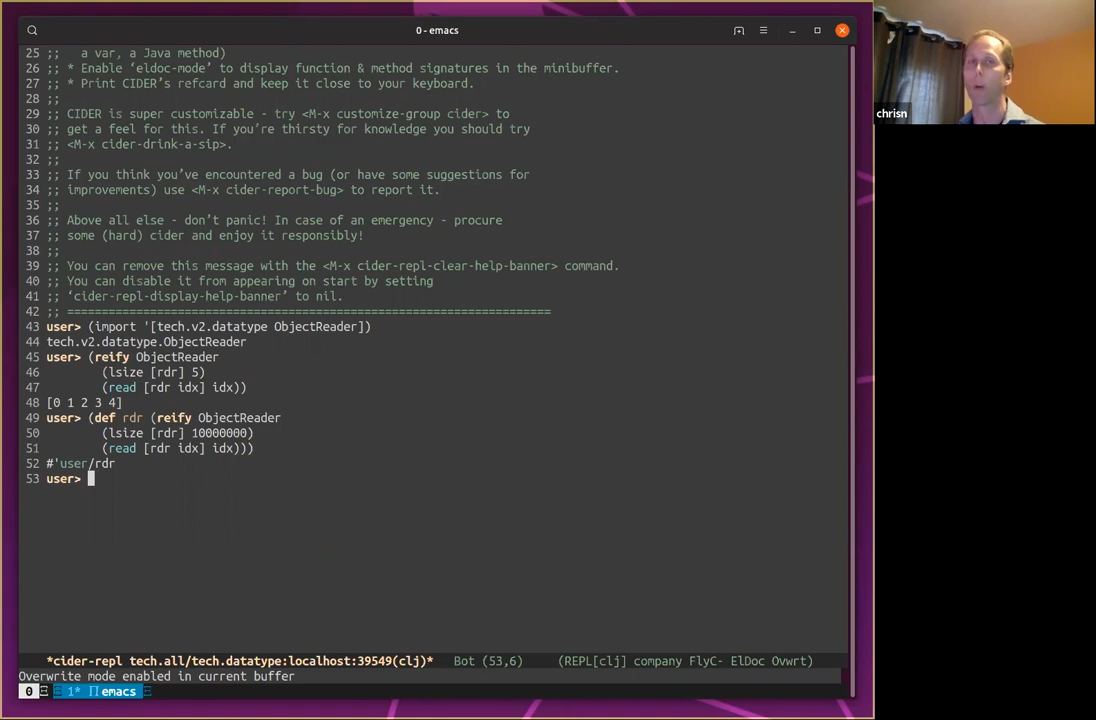 0 - emacs
25 ;;   a var, a Java method)
26 ;; * Enable ‘eldoc-mode’ to display function & method signatures in the minibuffer.
27 ;; * Print CIDER’s refcard and keep it close to your keyboard.
28 ;;
29 ;; CIDER is super customizable - try <M-x customize-group cider> to
30 ;; get a feel for this. If you’re thirsty for knowledge you should try
31 ;; <M-x cider-drink-a-sip>.
32 ;;
33 ;; If you think you’ve encountered a bug (or have some suggestions for
34 ;; improvements) use <M-x cider-report-bug> to report it.
35 ;;
36 ;; Above all else - don’t panic! In case of an emergency - procure
37 ;; some (hard) cider and enjoy it responsibly!
38 ;;
39 ;; You can remove this message with the <M-x cider-repl-clear-help-banner> command.
40 ;; You can disable it from appearing on start by setting
41 ;; ‘cider-repl-display-help-banner’ to nil.
42 ;; ======================================================================
43 user> (import '[tech.v2.datatype ObjectReader])
44 tech.v2.datatype.ObjectReader
45 user> (reify ObjectReader
46         (lsize [rdr] 5)
47         (read [rdr idx] idx))
48 [0 1 2 3 4]
49 user> (def rdr (reify ObjectReader
50         (lsize [rdr] 10000000)
51         (read [rdr idx] idx)))
52 #'user/rdr
53 user>
*cider-repl tech.all/tech.datatype:localhost:39549(clj)*   Bot (53,6)   (REPL[clj] company FlyC- ElDoc Ovwrt)
Overwrite mode enabled in current buffer
0 1* emacs
chrisn